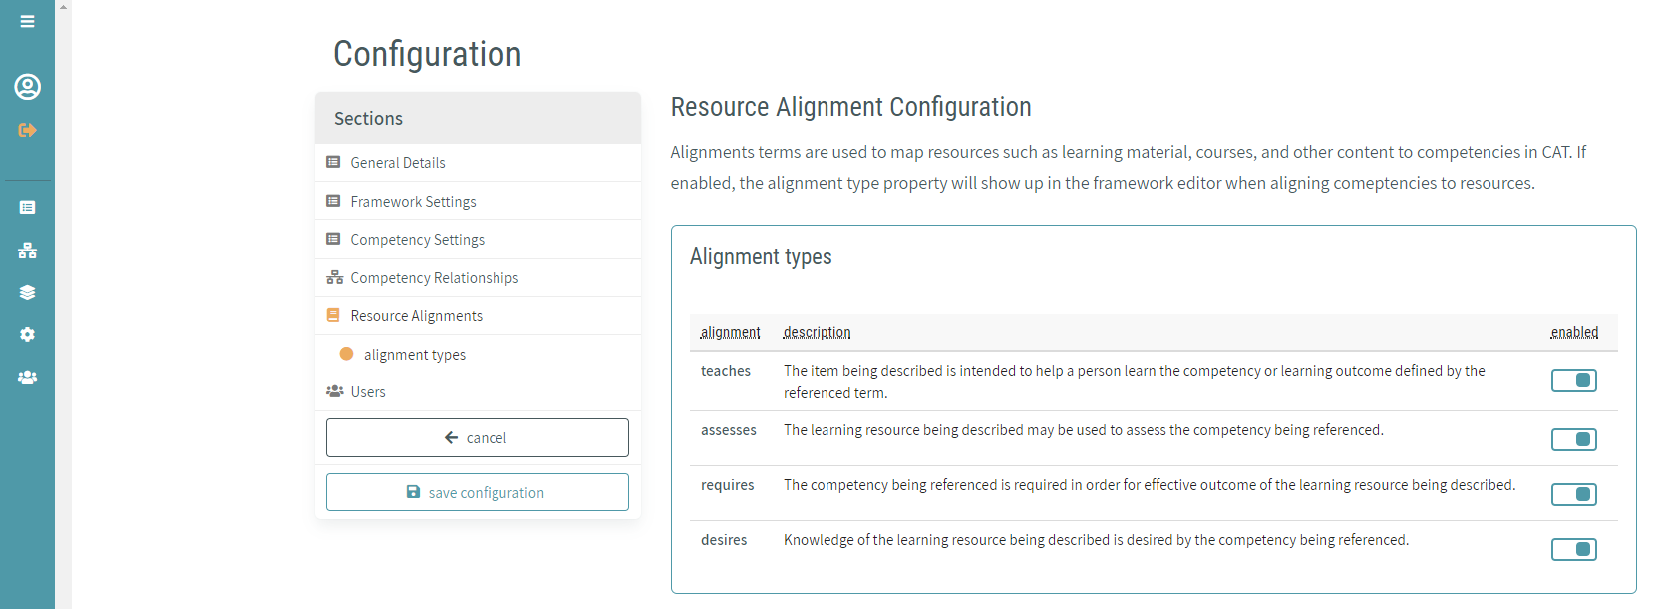 Configuration
Sections
General Details
Framework Settings
Competency Settings
Competency Relationships
Resource Alignments
alignment types
Users
cancel
save configuration
Resource Alignment Configuration
Alignments terms are used to map resources such as learning material, courses, and other content to competencies in CAT. If
enabled, the alignment type property will show up in the framework editor when aligning comeptencies to resources.
Alignment types
alignment description enabled
teaches The item being described is intended to help a person learn the competency or learning outcome defined by the
referenced term.
assesses The learning resource being described may be used to assess the competency being referenced.
requires The competency being referenced is required in order for effective outcome of the learning resource being described.
desires Knowledge of the learning resource being described is desired by the competency being referenced.